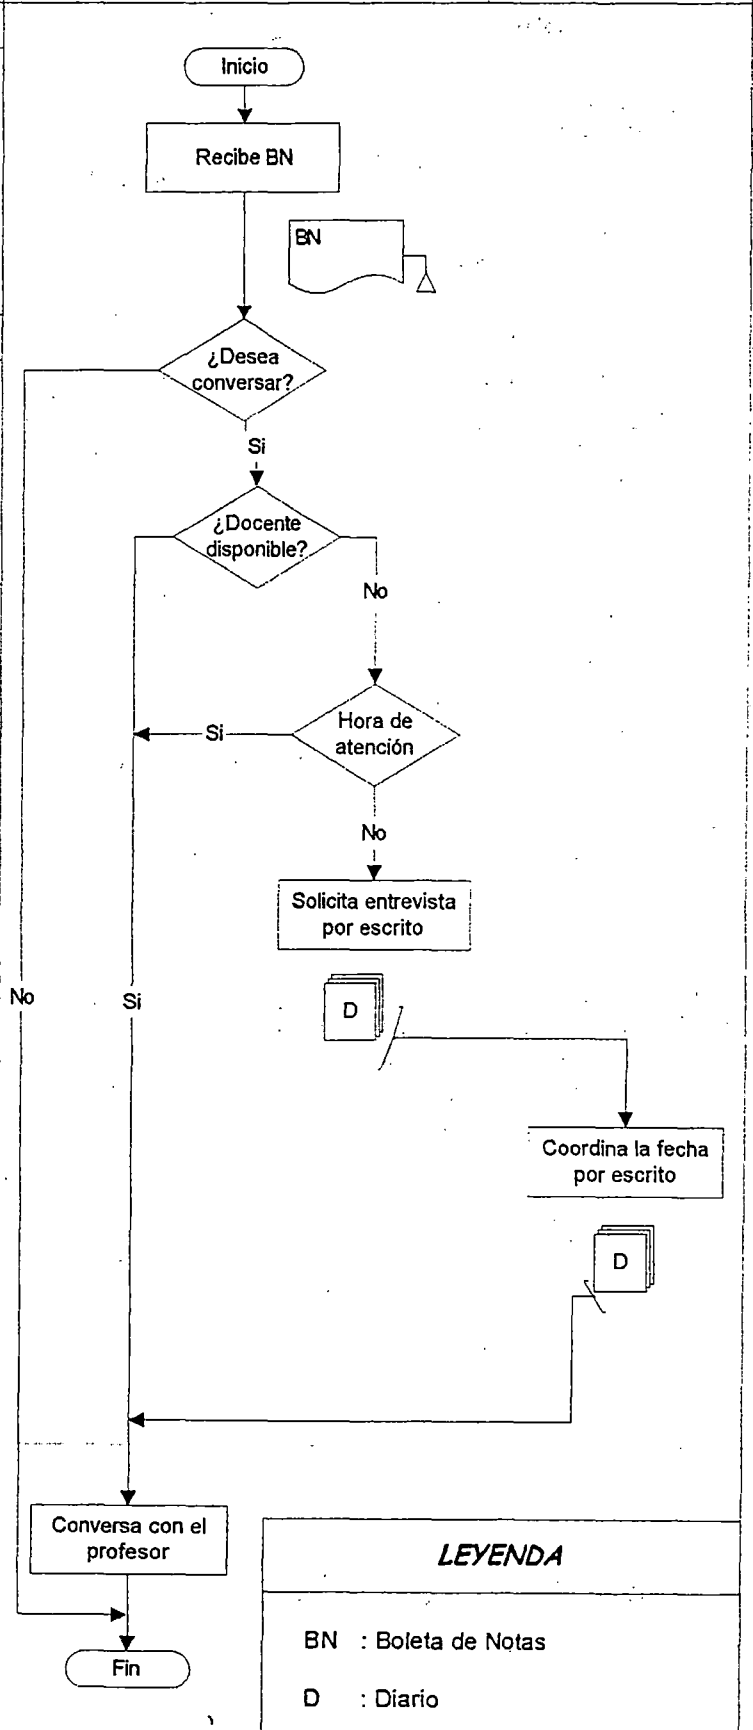 Inicio
Recibe BN
BN
¿Desea
conversar?
Si
¿Docente
disponible?
No
Hora de
atención
Si
No
Solicita entrevista
por escrito
No
Si
D
Coordina la fecha
por escrito
D
Conversa con el
profesor
Fin
LEYENDA
BN : Boleta de Notas
D : Diario